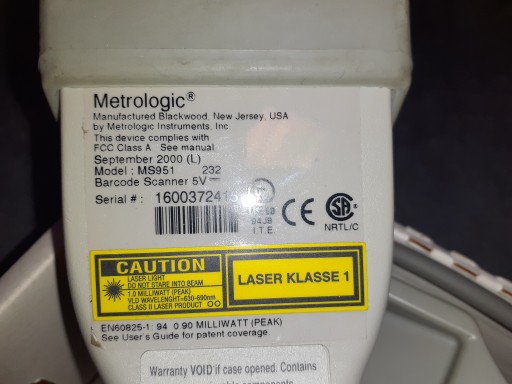 Metrologic®
Manufactured Blackwood, New Jersey, USA
by Metrologic Instruments, Inc
This device complies with
FCC Class A See manual
September 2000 (L)
Model : MS951 232
Barcode Scanner 5V
Serial # : 160037241
94J8
I.T.E.
CE
NRTL/C
CAUTION
LASER LIGHT
DO NOT STARE INTO BEAM
1.0 MILLIWATT (PEAK)
VLD WAVELENGHT=630-690nm
CLASS II LASER PRODUCT
LASER KLASSE 1
EN60825-1: 94 0.90 MILLIWATT (PEAK)
See User's Guide for patent coverage.
Warranty VOID if case opened. Contains